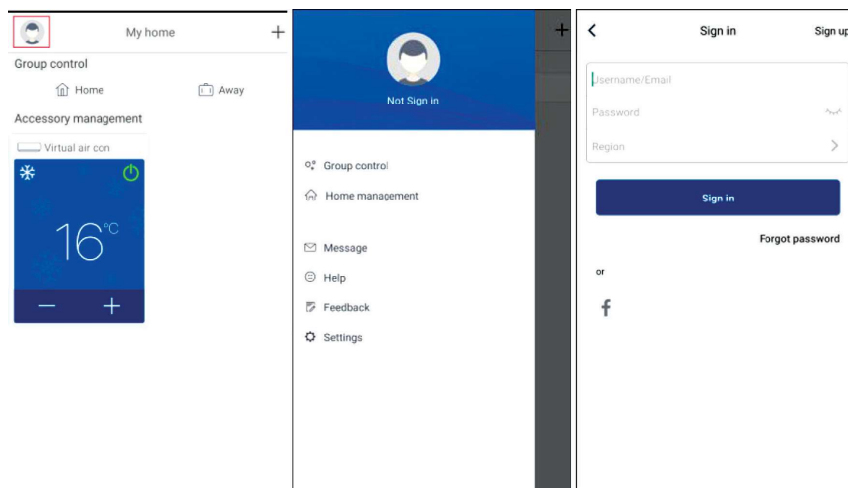 My home
+
Group control
Home
Away
Accessory management
Virtual air con
16°C
— +
Not Sign in
+
Group control
Home management
Message
Help
Feedback
Settings
Sign in
Sign up
Username/Email
Password
Region
Sign in
Forgot password
or
f